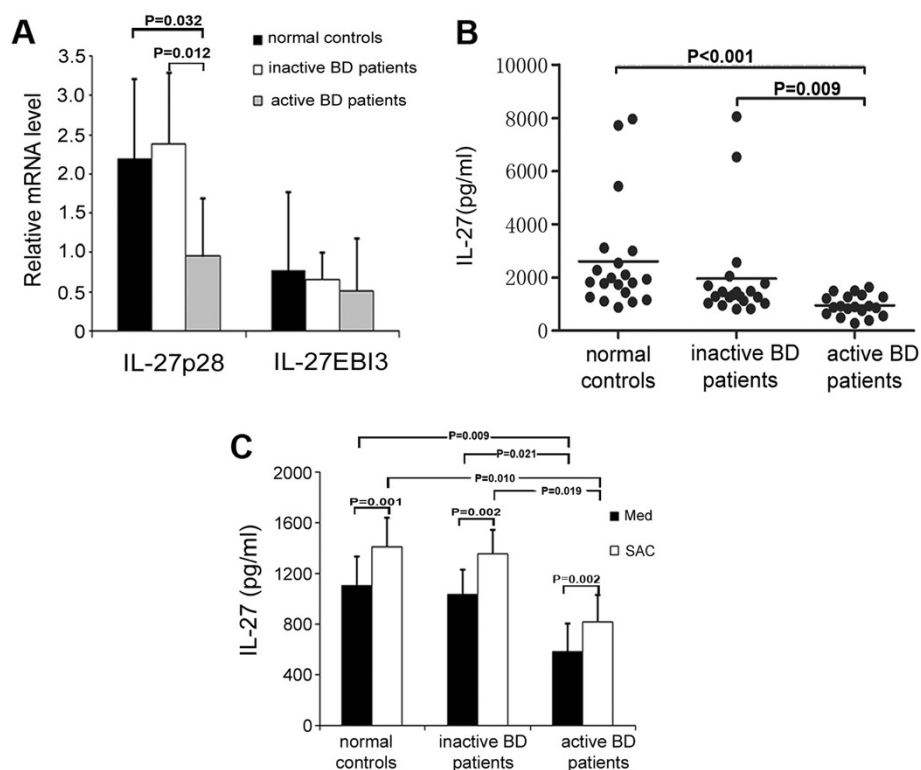 A
P=0.032
P=0.012
normal controls
inactive BD patients
active BD patients
Relative mRNA level
3.5
3.0
2.5
2.0
1.5
1.0
0.5
0
IL-27p28
IL-27EBI3
B
P<0.001
P=0.009
IL-27(pg/ml)
10000
8000
6000
4000
2000
0
normal
controls
inactive BD
patients
active BD
patients
C
P=0.009
P=0.021
P=0.010
P=0.019
P=0.001
P=0.002
P=0.002
Med
SAC
IL-27 (pg/ml)
2000
1600
1200
800
400
000
normal
controls
inactive BD
patients
active BD
patients